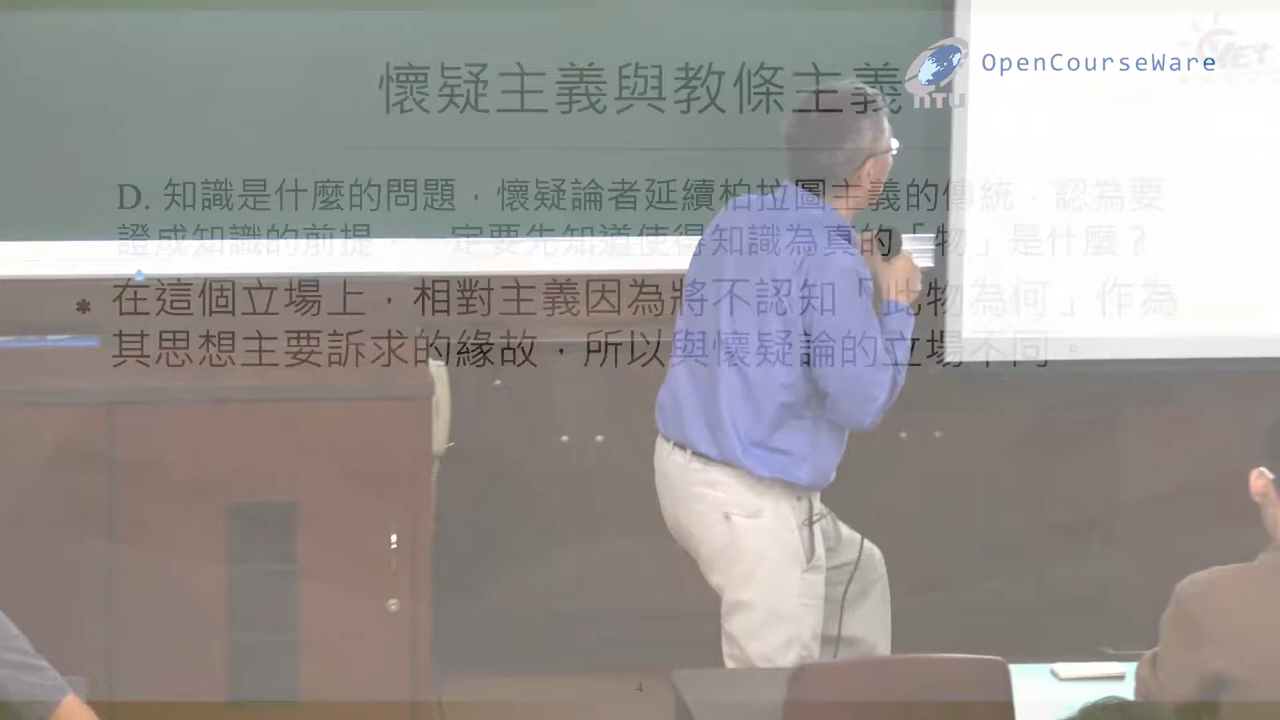 懷疑主義與教條主義
NTU
OpenCourseWare
D. 知識是什麼的問題，懷疑論者延續柏拉圖主義的傳統，認為要
證成知識的前提，一定要先知道使得知識為真的「物」是什麼？
* 在這個立場上，相對主義因為將不認知「此物為何」作為
其思想主要訴求的緣故，所以與懷疑論的立場不同。
4